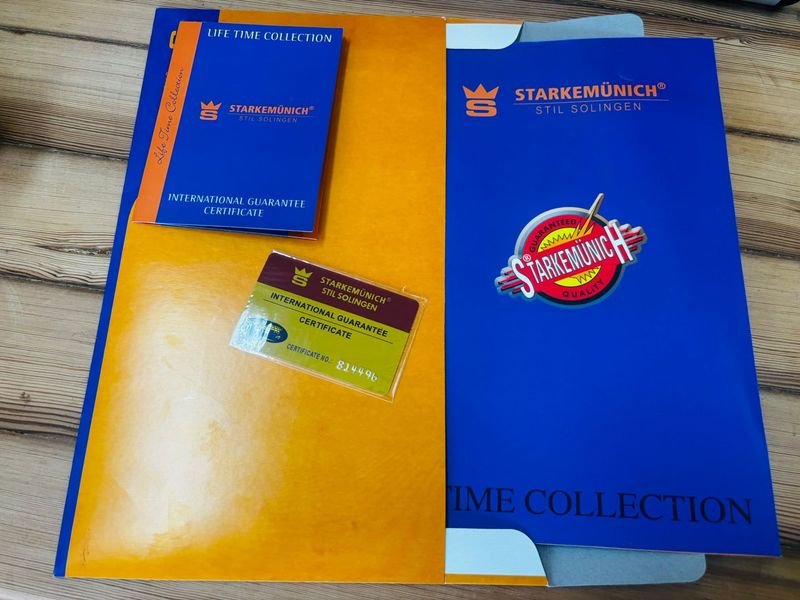 LIFE TIME COLLECTION
Life Time Collection
S
STARKEMÜNICH®
STIL SOLINGEN
INTERNATIONAL GUARANTEE
CERTIFICATE
S
STARKEMÜNICH®
STIL SOLINGEN
INTERNATIONAL GUARANTEE
CERTIFICATE
CERTIFICATE NO.:
824496
S
STARKEMÜNICH®
STIL SOLINGEN
GUARANTEED
®
STARKEMÜNICH
QUALITY
TIME COLLECTION